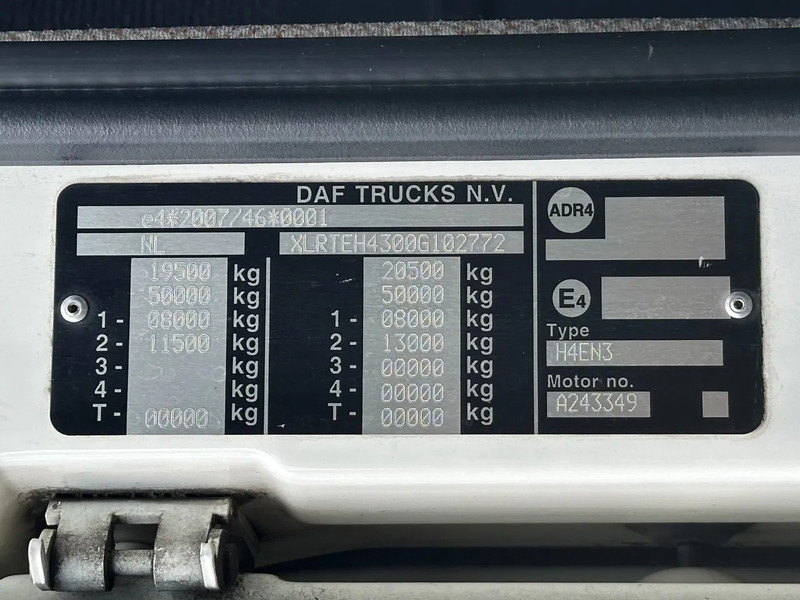 DAF TRUCKS N.V.
e4*2007/46*0001
NL XLRTEH4300G102772
19500 kg 20500 kg
50000 kg 50000 kg
1- 08000 kg 1- 08000 kg
2- 11500 kg 2- 13000 kg
3- kg 3- 00000 kg
4- kg 4- 00000 kg
T- 00000 kg T- 00000 kg
ADR4
E4
Type
H4EN3
Motor no.
A243349